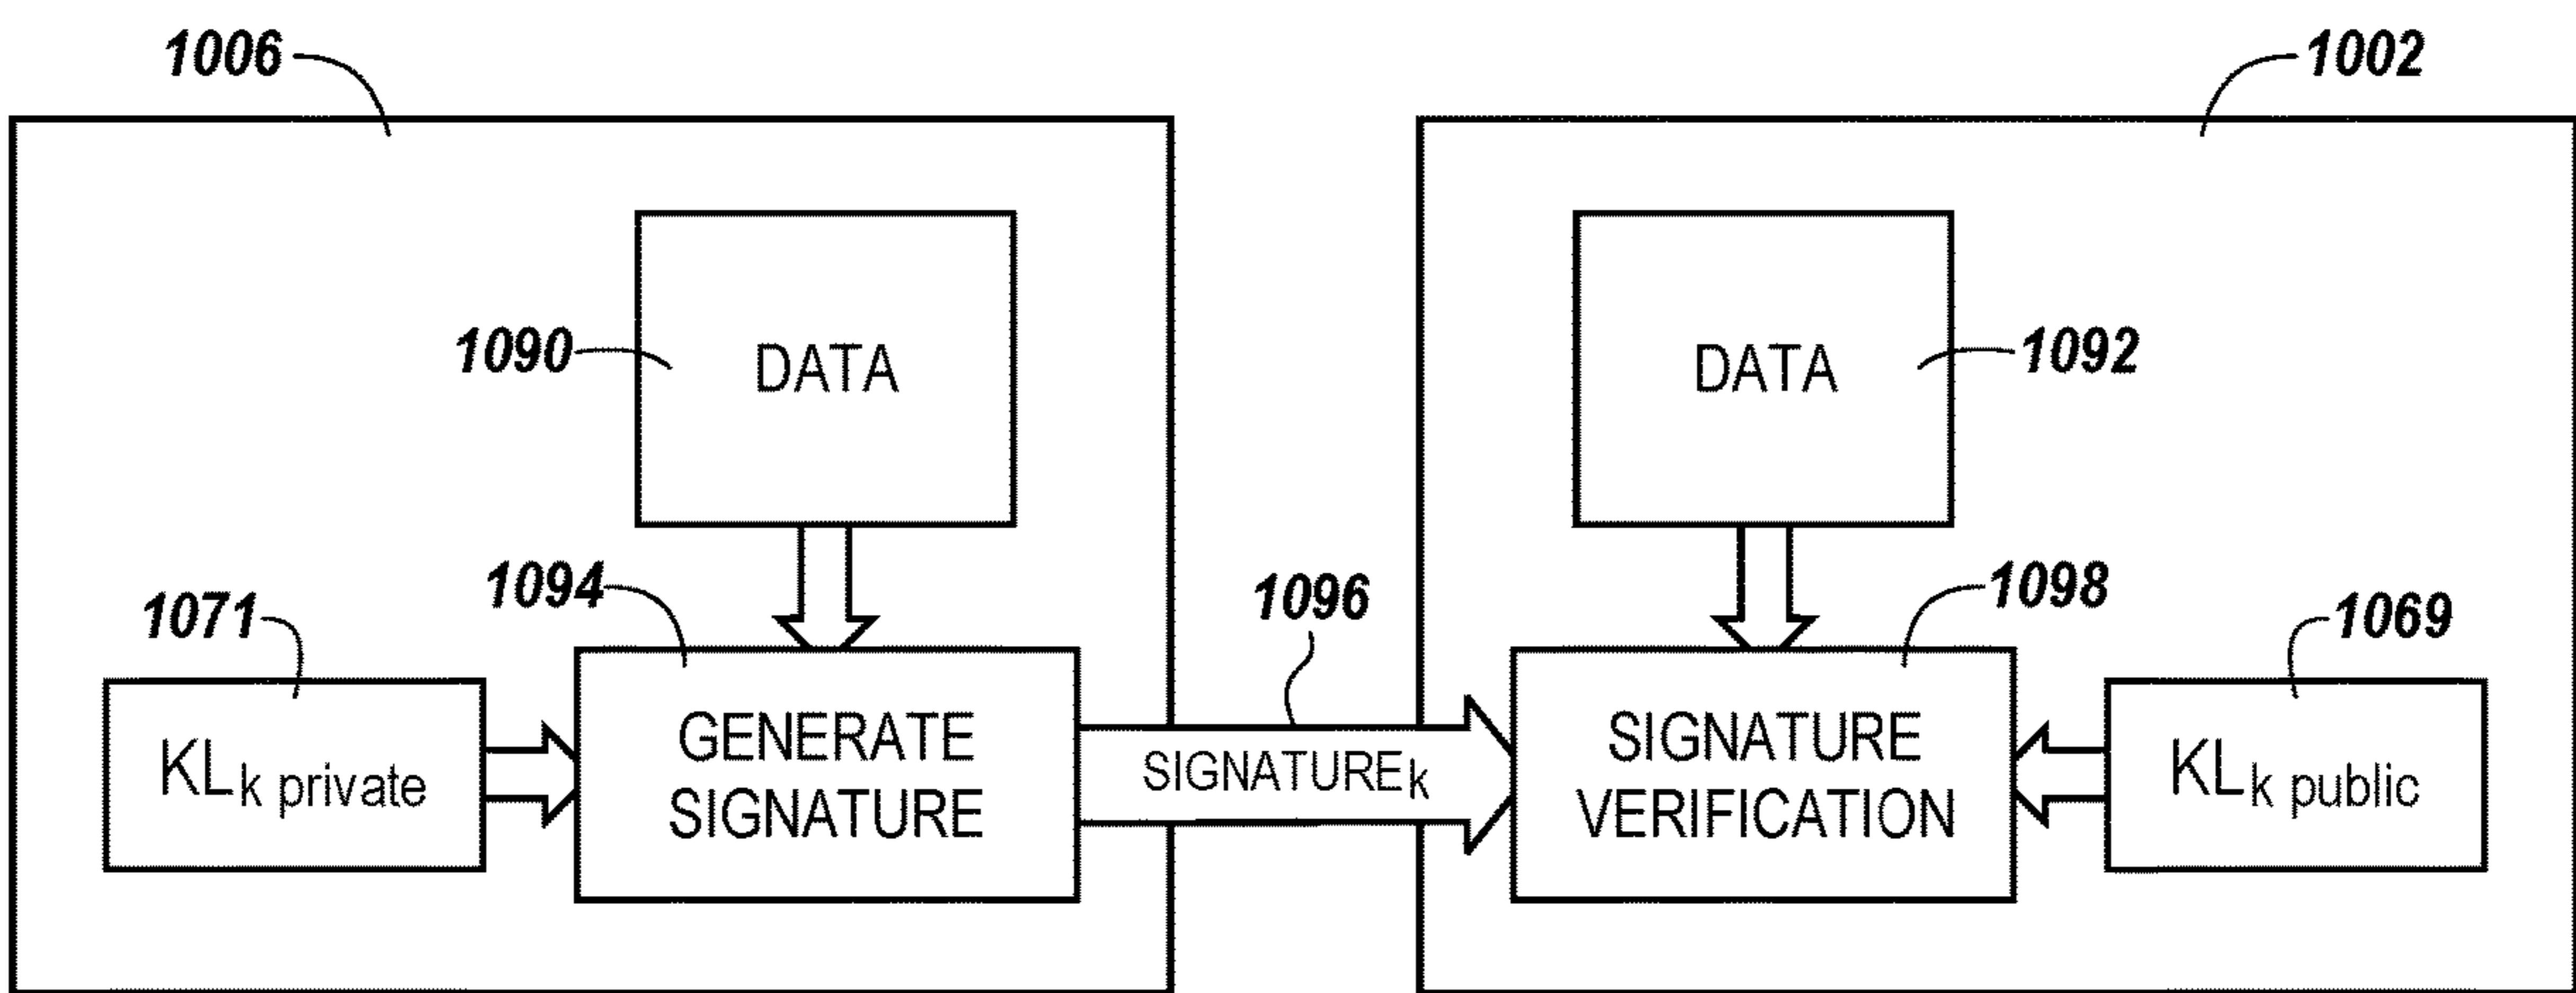 1006
1002
1090
DATA
DATA
1092
1071
1094
1096
1098
1069
KLk private
GENERATE
SIGNATURE
SIGNATUREk
SIGNATURE
VERIFICATION
KLk public